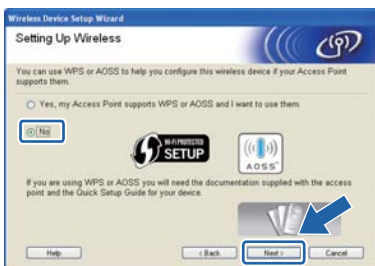 Wireless Device Setup Wizard
Setting Up Wireless
You can use WPS or AOSS to help you configure this wireless device if your Access Point
supports them.
Yes, my Access Point supports WPS or AOSS and I want to use them.
No
WI-FI PROTECTED
SETUP
AOSS
If you are using WPS or AOSS you will need the documentation supplied with the access
point and the Quick Setup Guide for your device.
Help
< Back
Next >
Cancel